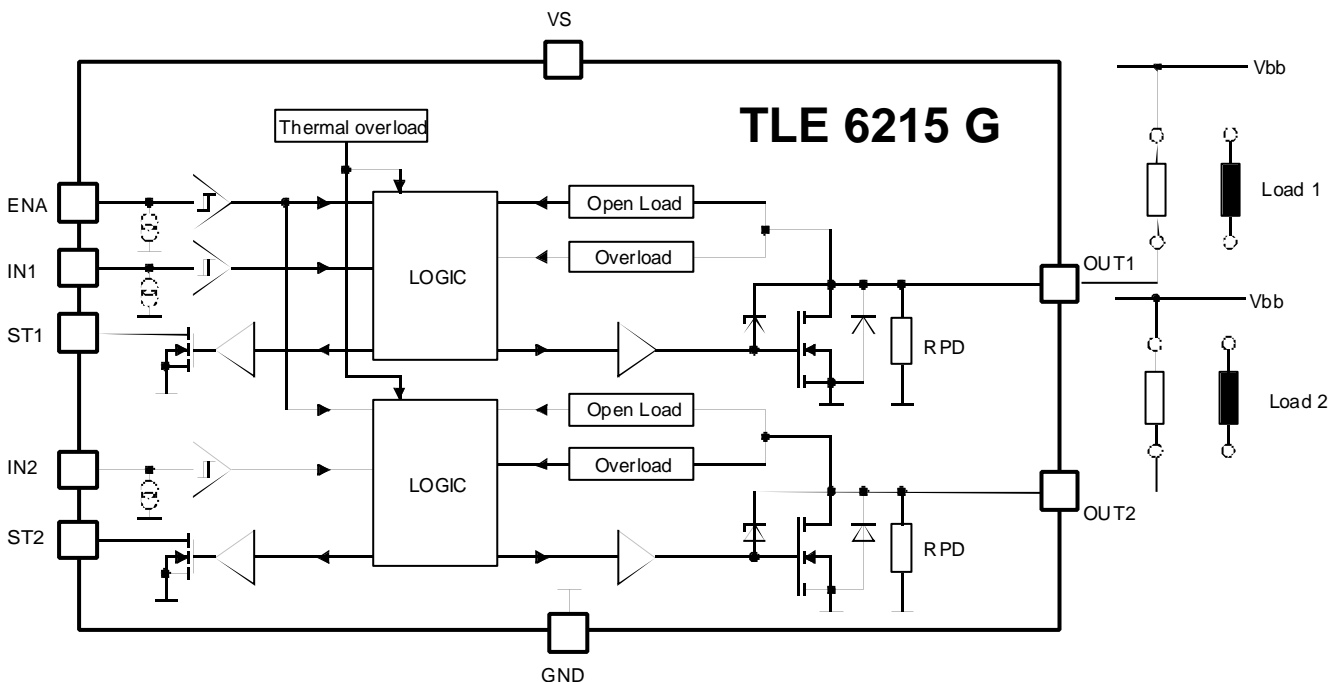 VS
Vbb
Thermal overload
TLE 6215 G
ENA
Open Load
Load 1
IN1
LOGIC
Overload
OUT1
Vbb
ST1
RPD
Open Load
Load 2
IN2
LOGIC
Overload
OUT2
ST2
RPD
GND